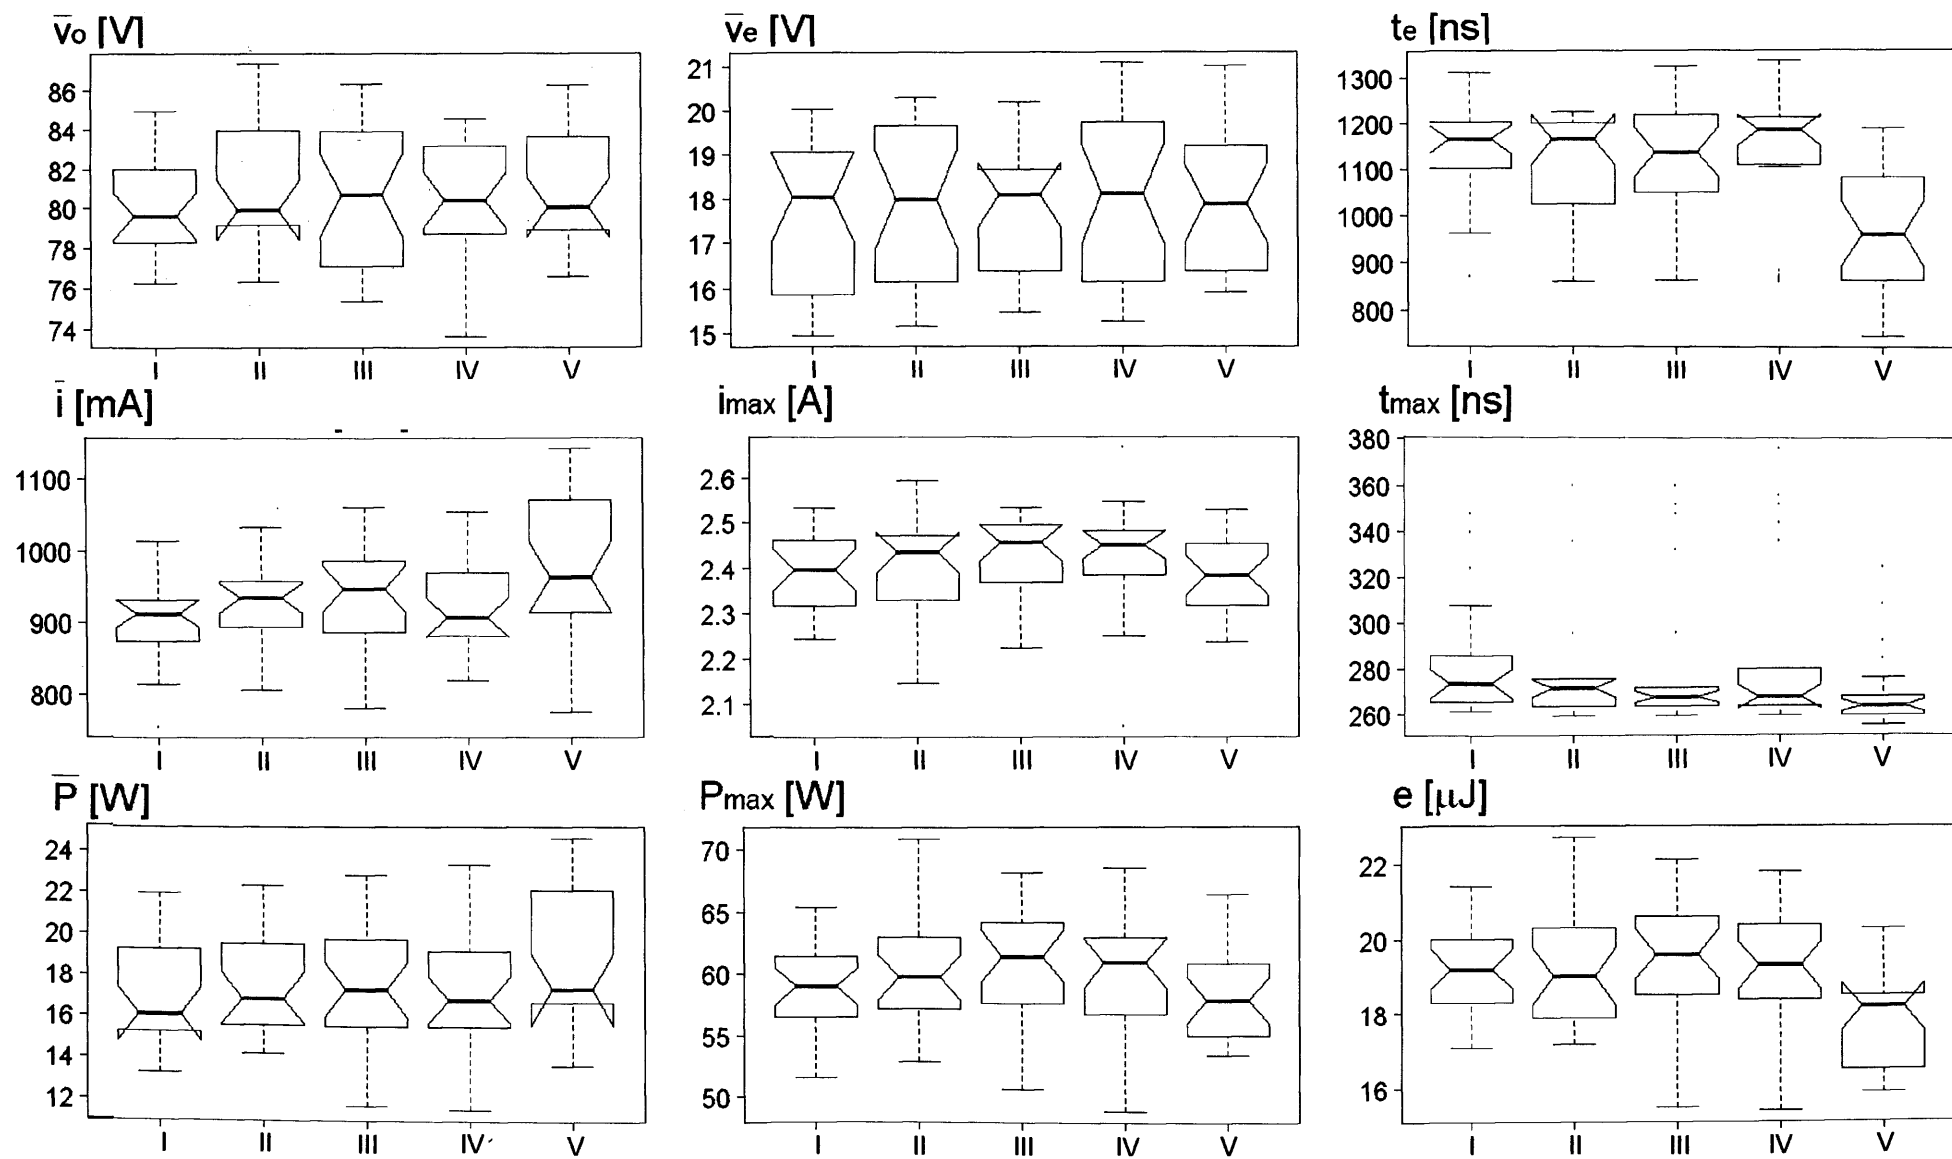 v̄o [V]
86
84
82
80
78
76
74
I II III IV V
v̄e [V]
21
20
19
18
17
16
15
I II III IV V
te [ns]
1300
1200
1100
1000
900
800
I II III IV V
ī [mA]
1100
1000
900
800
I II III IV V
imax [A]
2.6
2.5
2.4
2.3
2.2
2.1
I II III IV V
tmax [ns]
380
360
340
320
300
280
260
I II III IV V
P̄ [W]
24
22
20
18
16
14
12
I II III IV V
Pmax [W]
70
65
60
55
50
I II III IV V
e [μJ]
22
20
18
16
I II III IV V